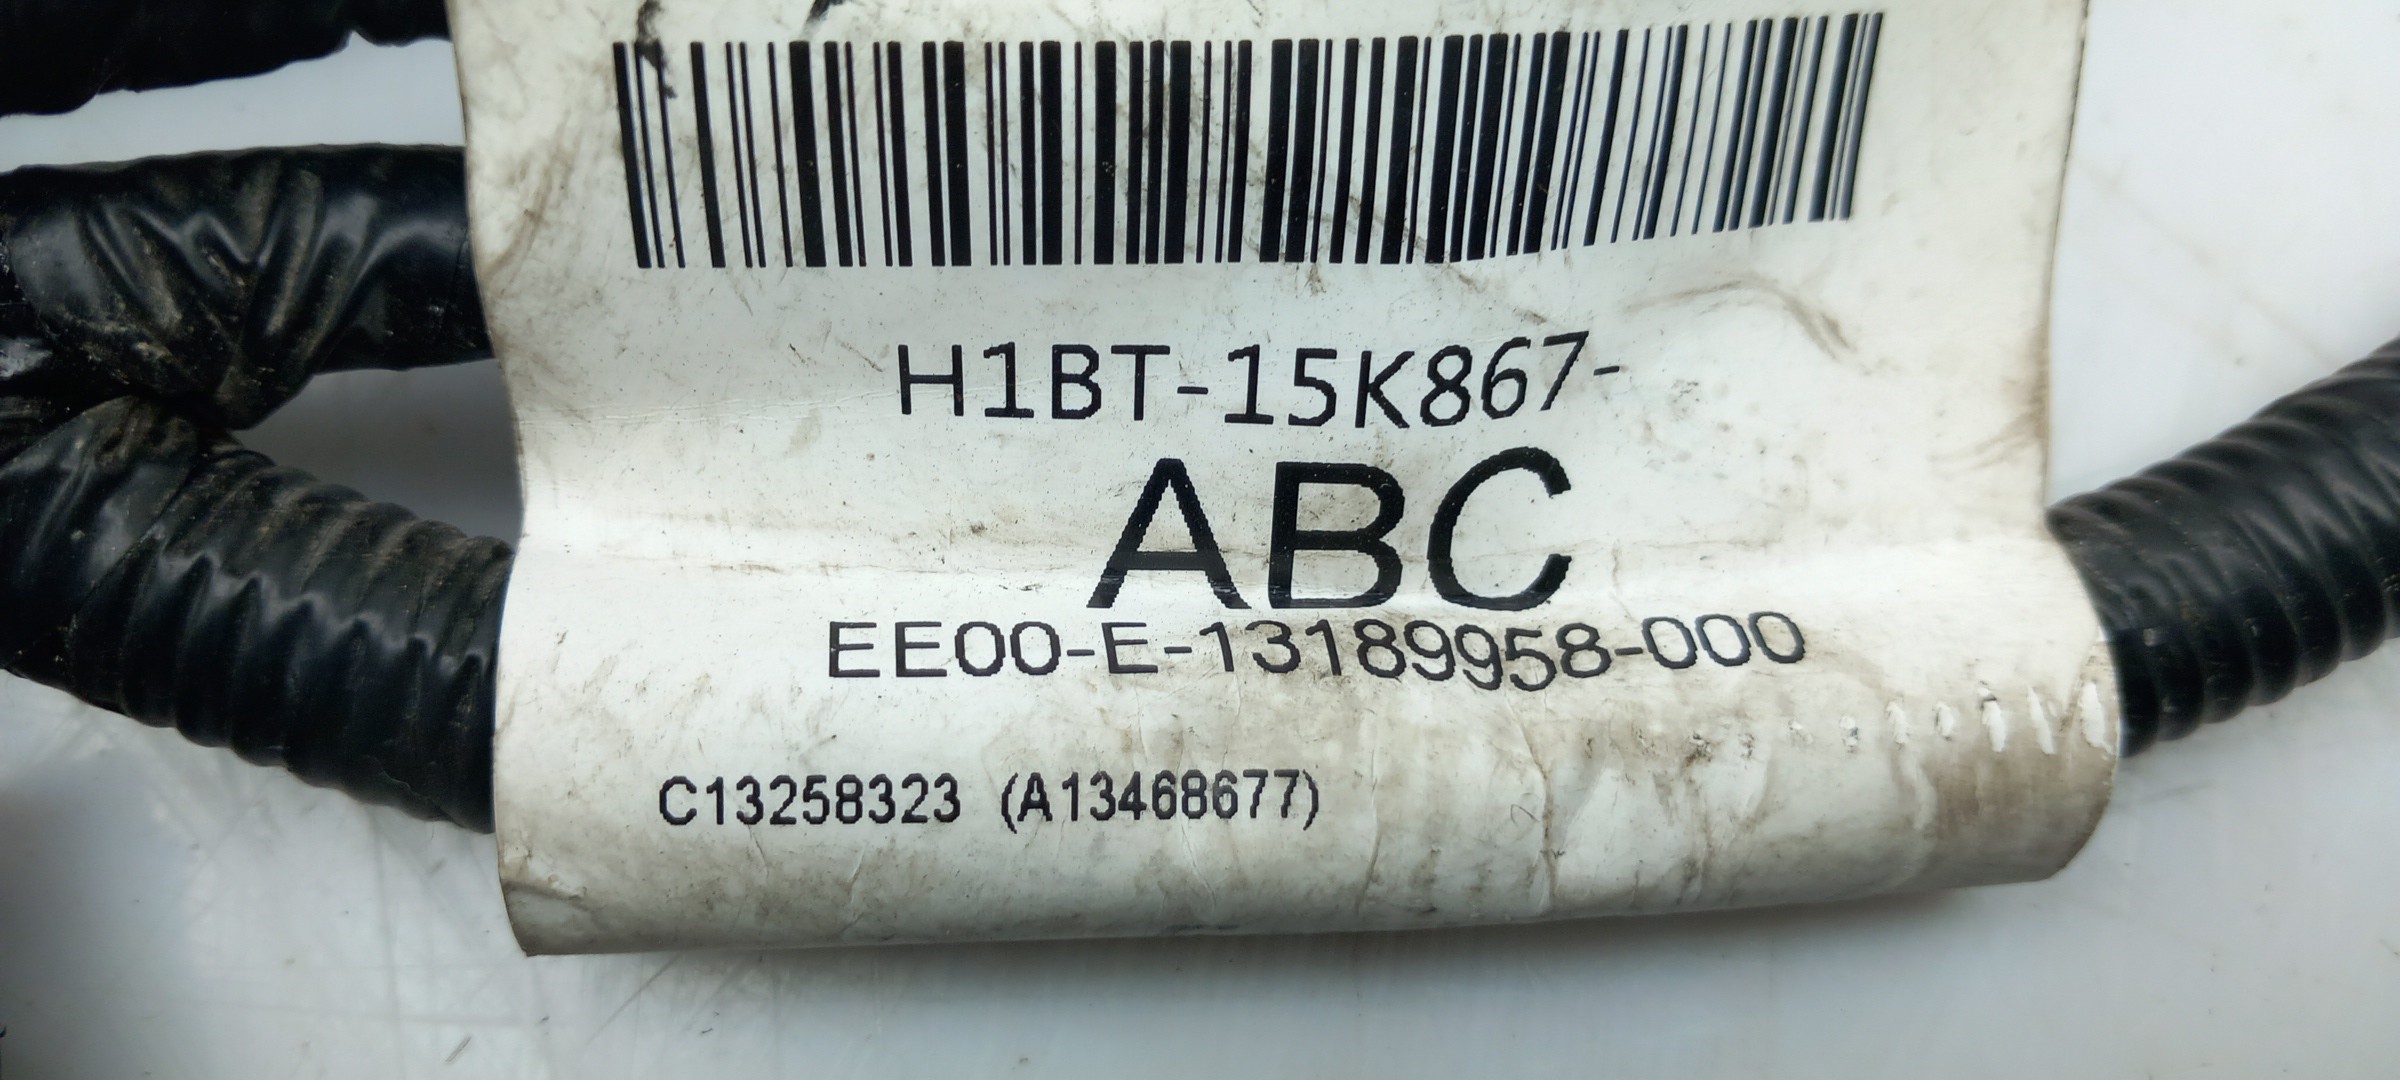 H1BT-15K867-
ABC
EE00-E-13189958-000
C13258323 (A13468677)